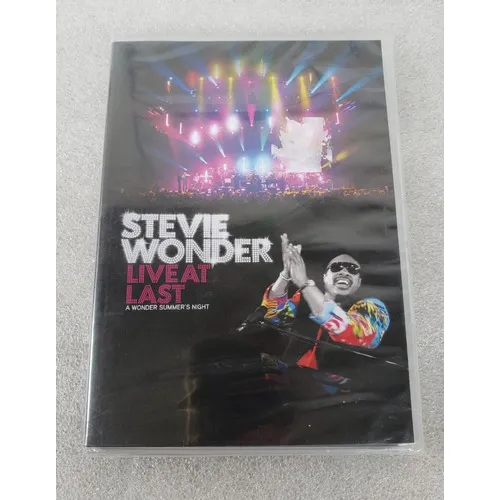 STEVIE
WONDER
LIVE AT
LAST
A WONDER SUMMER'S NIGHT